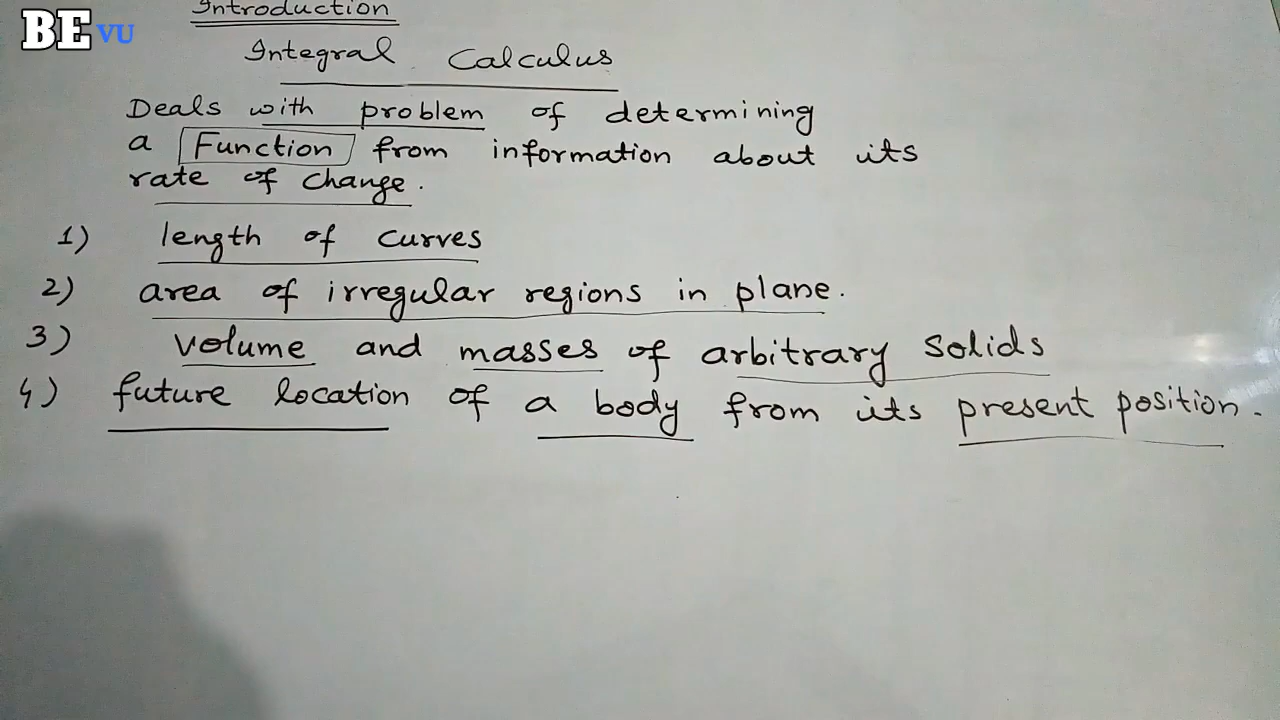 Introduction
BE VU
Integral Calculus
Deals with problem of determining
a Function from information about its
rate of change.
1) length of curves
2) area of irregular regions in plane.
3) volume and masses of arbitrary solids
4) future location of a body from its present position.